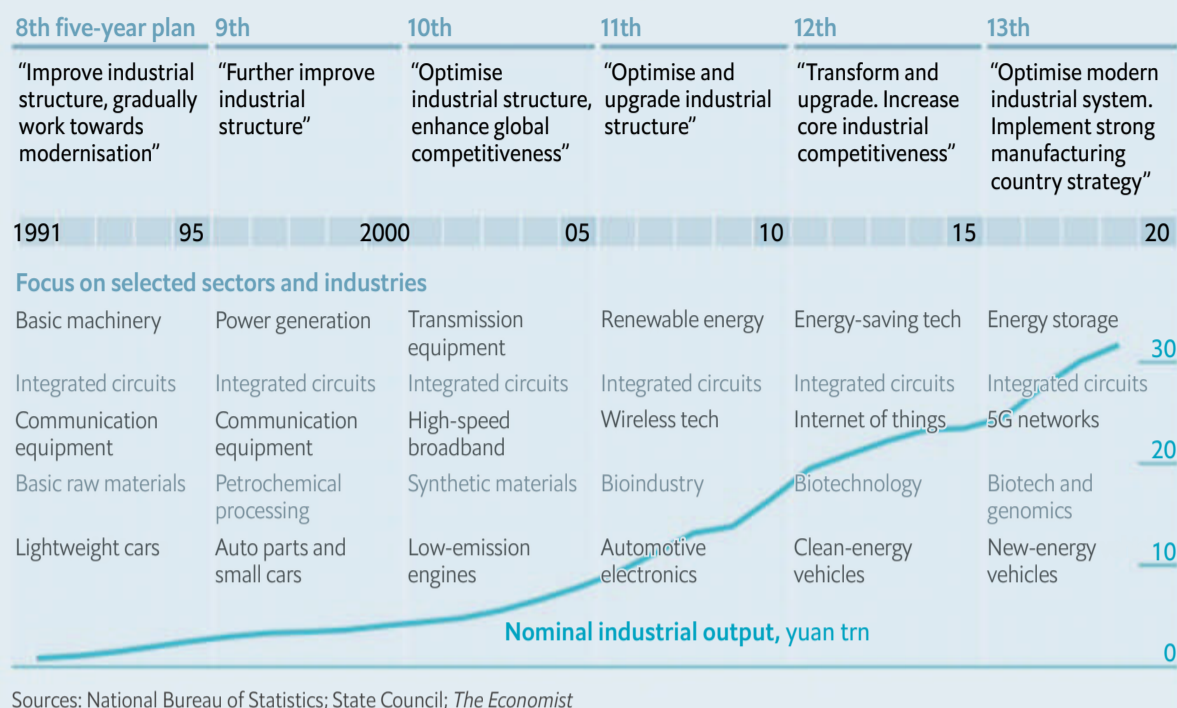 8th five-year plan
9th
10th
11th
12th
13th
“Improve industrial
structure, gradually
work towards
modernisation”
“Further improve
industrial
structure”
“Optimise
industrial structure,
enhance global
competitiveness”
“Optimise and
upgrade industrial
structure”
“Transform and
upgrade. Increase
core industrial
competitiveness”
“Optimise modern
industrial system.
Implement strong
manufacturing
country strategy”
1991 95 2000 05 10 15 20
Focus on selected sectors and industries
Basic machinery
Power generation
Transmission
equipment
Renewable energy
Energy-saving tech
Energy storage
Integrated circuits
Integrated circuits
Integrated circuits
Integrated circuits
Integrated circuits
Integrated circuits
Communication
equipment
Communication
equipment
High-speed
broadband
Wireless tech
Internet of things
5G networks
Basic raw materials
Petrochemical
processing
Synthetic materials
Bioindustry
Biotechnology
Biotech and
genomics
Lightweight cars
Auto parts and
small cars
Low-emission
engines
Automotive
electronics
Clean-energy
vehicles
New-energy
vehicles
30
20
10
0
Nominal industrial output, yuan trn
Sources: National Bureau of Statistics; State Council; The Economist